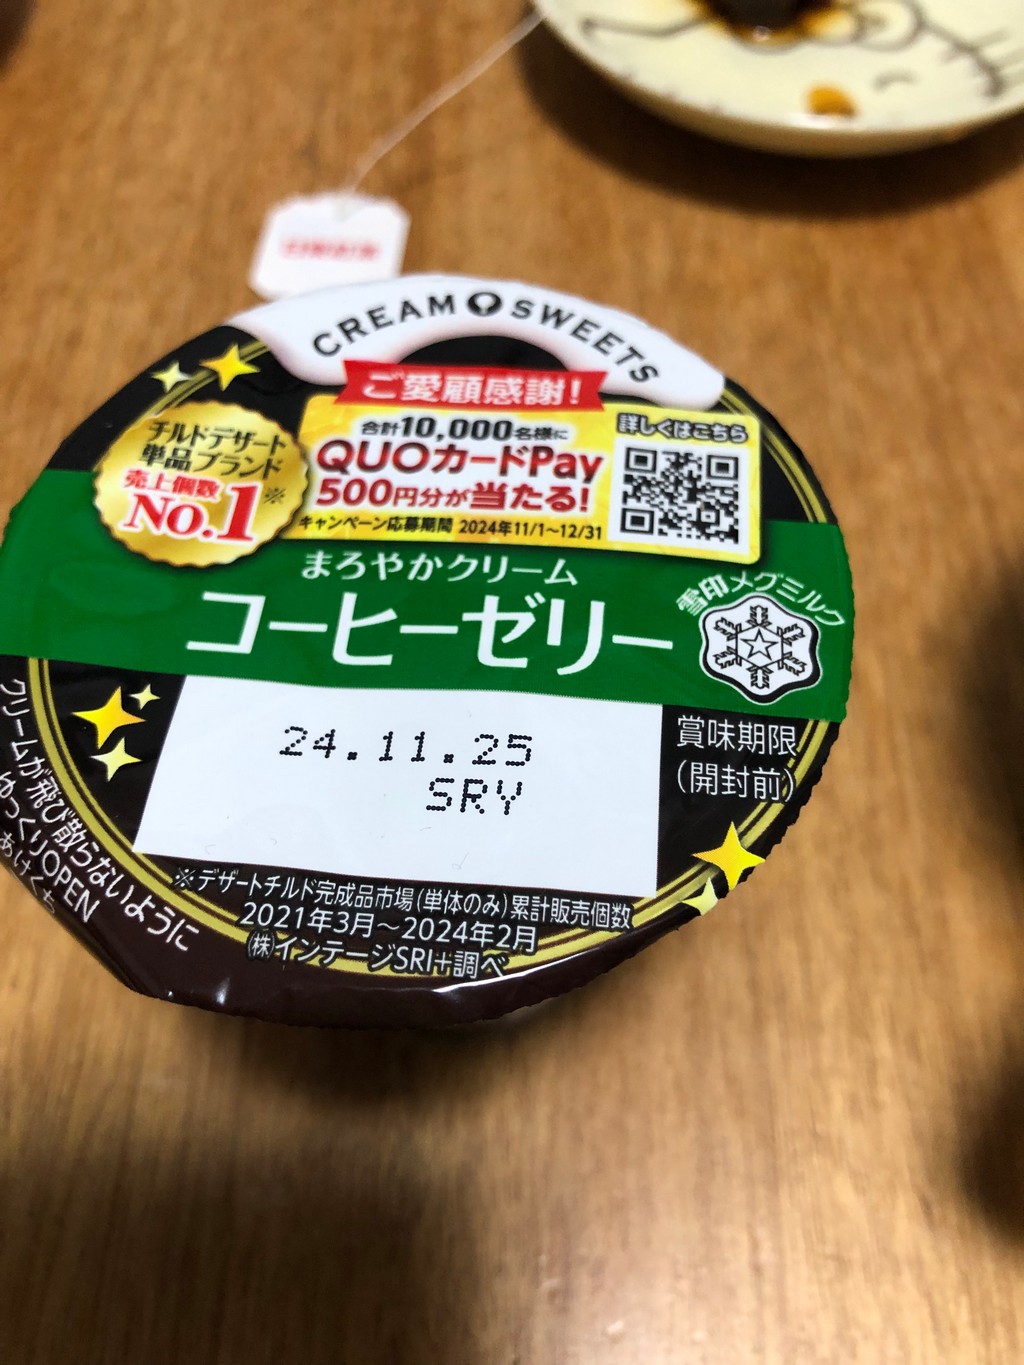 CREAM SWEETS
ご愛顧感謝!
チルドデザート
単品ブランド
売上個数※
No.1
合計10,000名様に
QUOカードPay
500円分が当たる!
キャンペーン応募期間 2024年11/1~12/31
詳しくはこちら
まろやかクリーム
コーヒーゼリー
雪印メグミルク
24.11.25
SRY
賞味期限
(開封前)
クリームが飛び散らないように
ゆっくりOPEN
あけくち
※デザートチルド完成品市場(単体のみ)累計販売個数
2021年3月~2024年2月
㈱インテージSRI+調べ